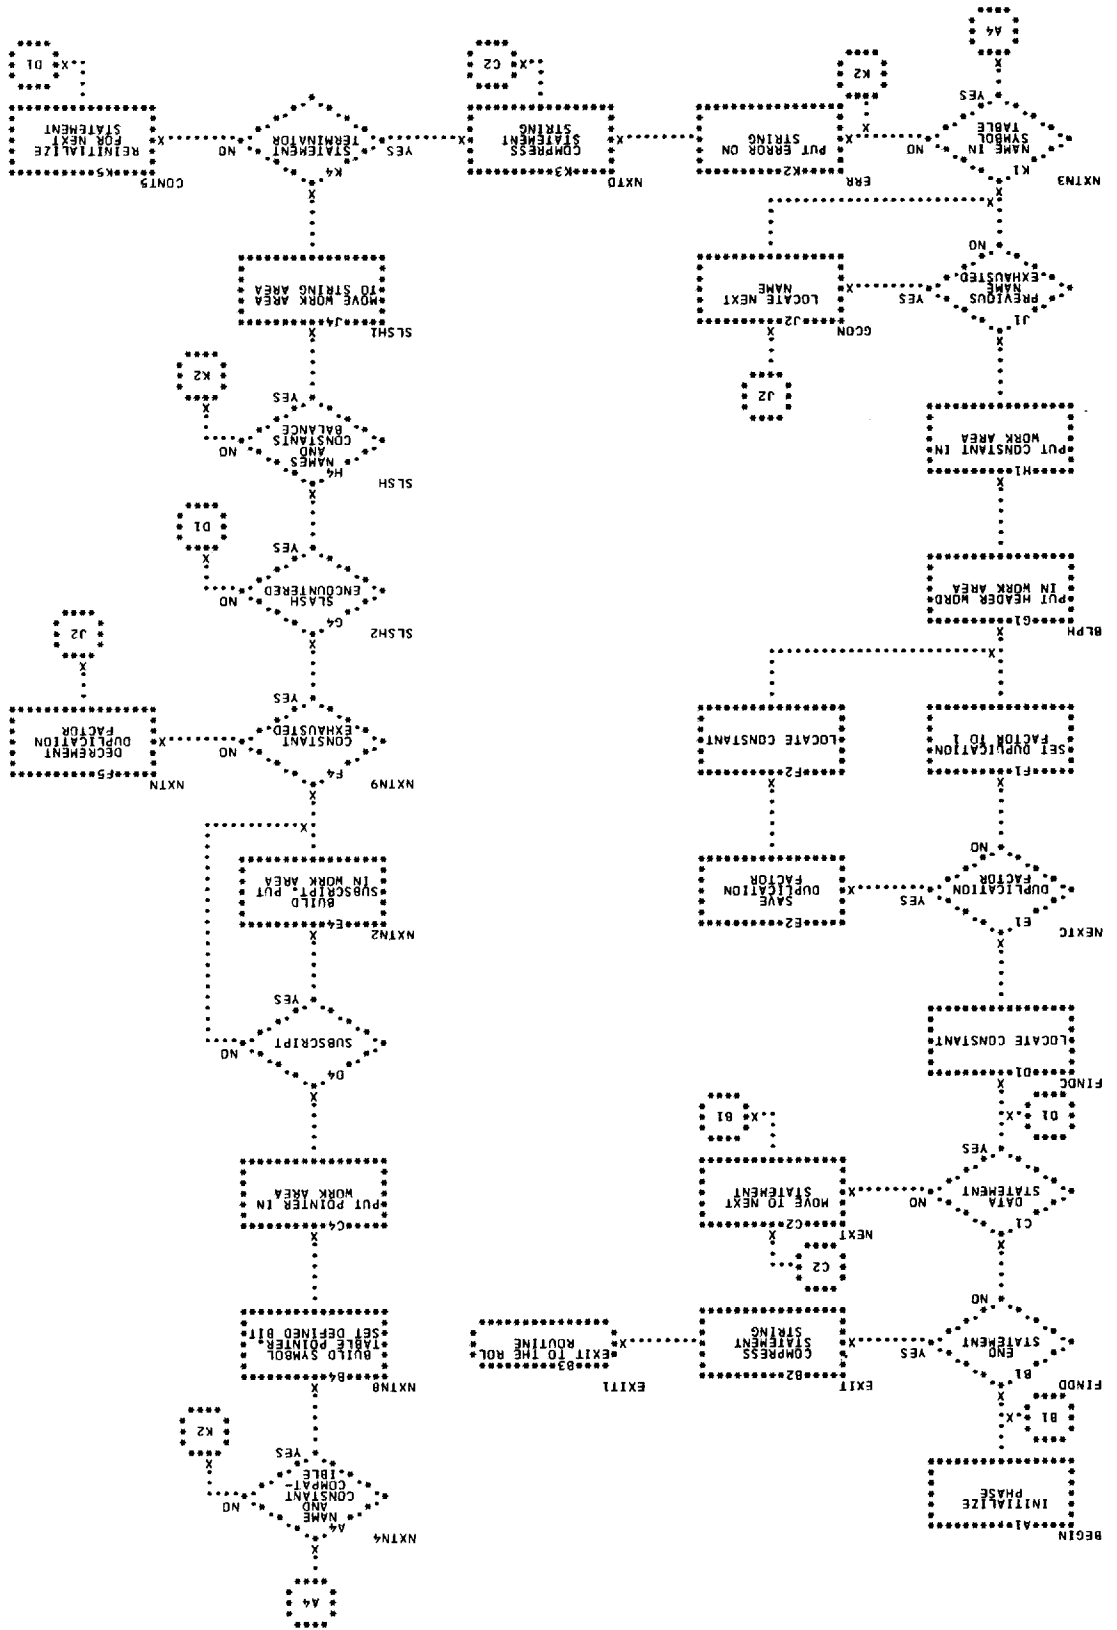 BEGIN
A1
INITIALIZE
PHASE
B1
FINDD
B1
END
STATEMENT
YES
NO
EXIT
B2
COMPRESS
STATEMENT
STRING
EXIT1
B3
EXIT TO THE ROL
ROUTINE
C1
DATA
STATEMENT
NO
YES
C2
NEXT
C2
MOVE TO NEXT
STATEMENT
B1
D1
FINDC
D1
LOCATE CONSTANT
NEXTC
E1
DUPLICATION
FACTOR
YES
NO
E2
SAVE
DUPLICATION
FACTOR
F1
SET DUPLICATION
FACTOR TO 1
F2
LOCATE CONSTANT
BLPH
G1
PUT HEADER WORD
IN WORK AREA
H1
PUT CONSTANT IN
WORK AREA
J1
PREVIOUS
NAME
EXHAUSTED
YES
NO
J2
GCON
J2
LOCATE NEXT
NAME
NXTN3
K1
NAME IN
SYMBOL
TABLE
NO
YES
A4
K2
ERR
K2
PUT ERROR ON
STRING
NXTD
K3
COMPRESS
STATEMENT
STRING
C2
A4
NXTN4
A4
NAME
AND
CONSTANT
COMPAT-
IBLE
NO
YES
K2
NXTN8
B4
BUILD SYMBOL
TABLE POINTER.
SET DEFINED BIT
C4
PUT POINTER IN
WORK AREA
D4
SUBSCRIPT
NO
YES
NXTN2
E4
BUILD
SUBSCRIPT. PUT
IN WORK AREA
NXTN9
F4
CONSTANT
EXHAUSTED
NO
YES
NXTN
F5
DECREMENT
DUPLICATION
FACTOR
J2
SLSH2
G4
SLASH
ENCOUNTERED
NO
YES
D1
SLSH
H4
NAMES
AND
CONSTANTS
BALANCE
NO
YES
K2
SLSH1
J4
MOVE WORK AREA
TO STRING AREA
K4
STATEMENT
TERMINATOR
YES
NO
CONT5
K5
REINITIALIZE
FOR NEXT
STATEMENT
D1